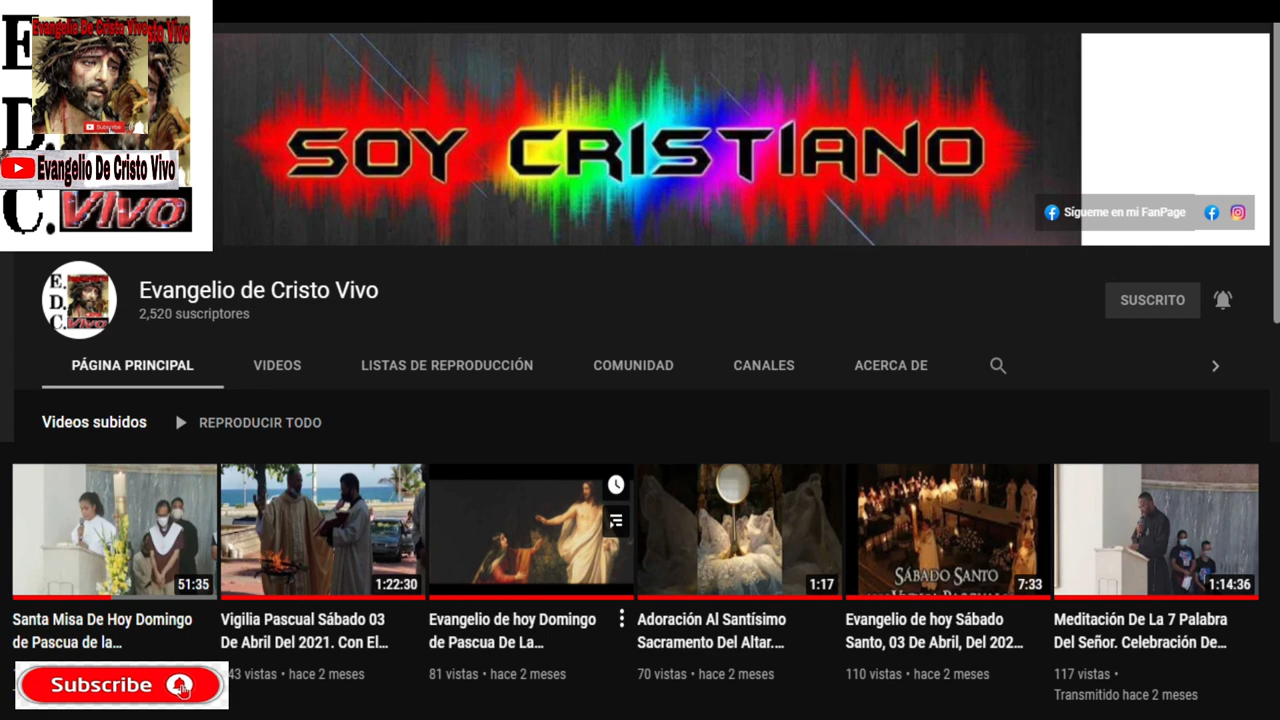 E.
Evangelio De Cristo Vivo
sto Vivo
D.
Subscribe
Evangelio De Cristo Vivo
C.Vivo
SOY CRISTIANO
Sígueme en mi FanPage
E.
D.
C.Vivo
Evangelio de Cristo Vivo
2,520 suscriptores
SUSCRITO
PÁGINA PRINCIPAL
VIDEOS
LISTAS DE REPRODUCCIÓN
COMUNIDAD
CANALES
ACERCA DE
Videos subidos
REPRODUCIR TODO
51:35
1:22:30
1:17
SÁBADO SANTO
7:33
1:14:36
Santa Misa De Hoy Domingo
de Pascua de la...
Vigilia Pascual Sábado 03
De Abril Del 2021. Con El...
43 vistas • hace 2 meses
Evangelio de hoy Domingo
de Pascua De La...
81 vistas • hace 2 meses
Adoración Al Santísimo
Sacramento Del Altar....
70 vistas • hace 2 meses
Evangelio de hoy Sábado
Santo, 03 De Abril, Del 202...
110 vistas • hace 2 meses
Meditación De La 7 Palabra
Del Señor. Celebración De...
117 vistas •
Transmitido hace 2 meses
Subscribe